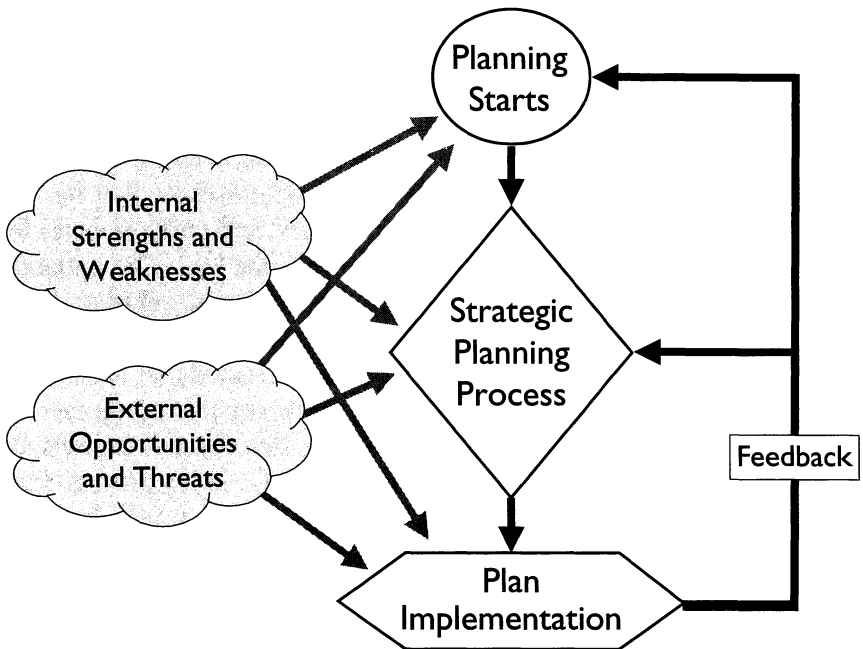 Planning
Starts
Internal
Strengths and
Weaknesses
Strategic
Planning
Process
External
Opportunities
and Threats
Feedback
Plan
Implementation